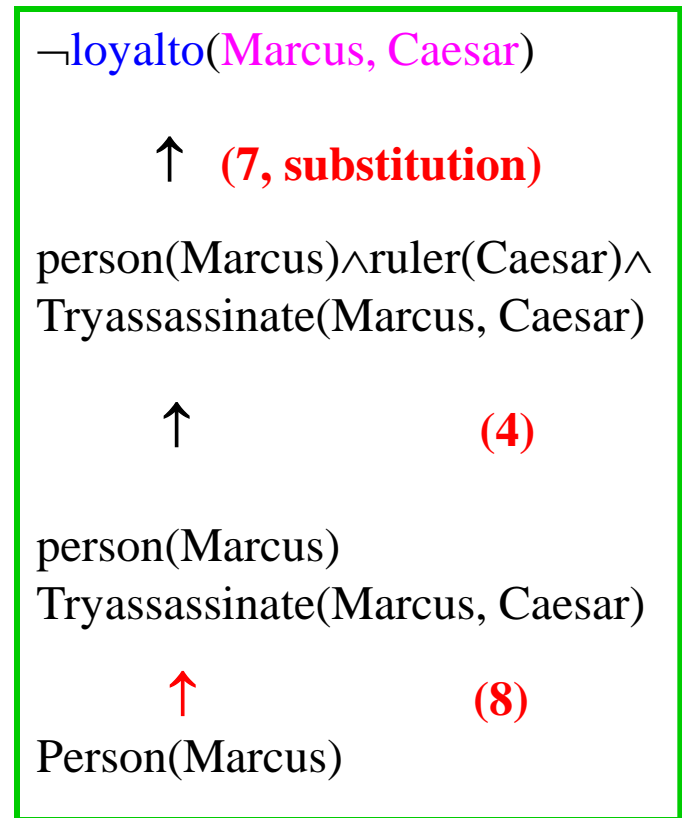 ¬loyalto(Marcus, Caesar)
↑ (7, substitution)
person(Marcus)∧ruler(Caesar)∧
Tryassassinate(Marcus, Caesar)
↑ (4)
person(Marcus)
Tryassassinate(Marcus, Caesar)
↑ (8)
Person(Marcus)